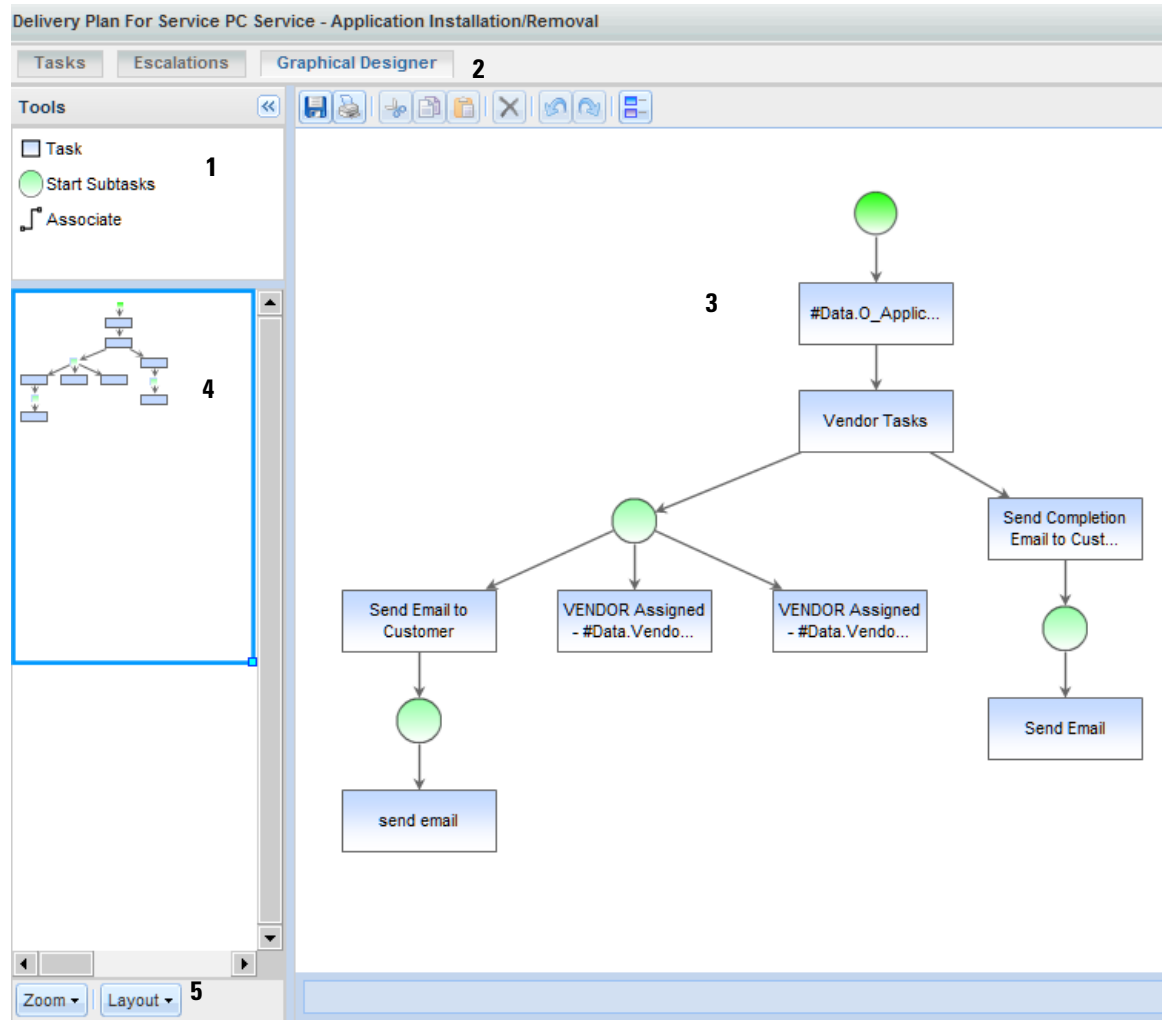 Delivery Plan For Service PC Service - Application Installation/Removal
Tasks
Escalations
Graphical Designer
2
Tools
Task
Start Subtasks
Associate
1
3
#Data.O_Applic...
Vendor Tasks
4
Send Completion
Email to Cust...
Send Email to
Customer
VENDOR Assigned
- #Data.Vendo...
VENDOR Assigned
- #Data.Vendo...
Send Email
send email
Zoom
Layout
5